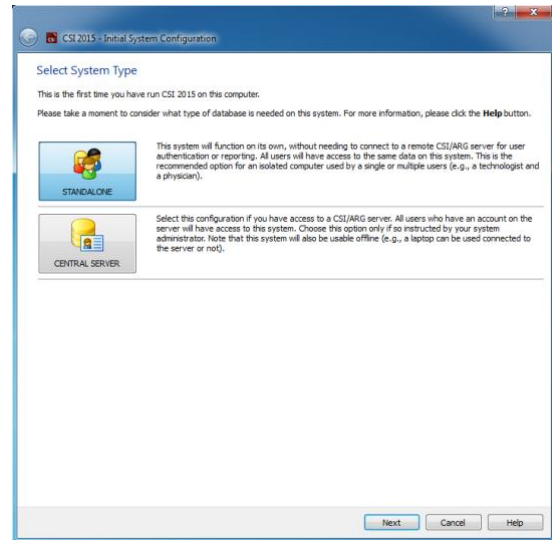 CSI 2015 - Initial System Configuration
Select System Type
This is the first time you have run CSI 2015 on this computer.
Please take a moment to consider what type of database is needed on this system. For more information, please click the Help button.
This system will function on its own, without needing to connect to a remote CSI/ARG server for user
authentication or reporting. All users will have access to the same data on this system. This is the
recommended option for an isolated computer used by a single or multiple users (e.g., a technologist and
a physician).
STANDALONE
Select this configuration if you have access to a CSI/ARG server. All users who have an account on the
server will have access to this system. Choose this option only if so instructed by your system
administrator. Note that this system will also be usable offline (e.g., a laptop can be used connected to
the server or not).
CENTRAL SERVER
Next Cancel Help